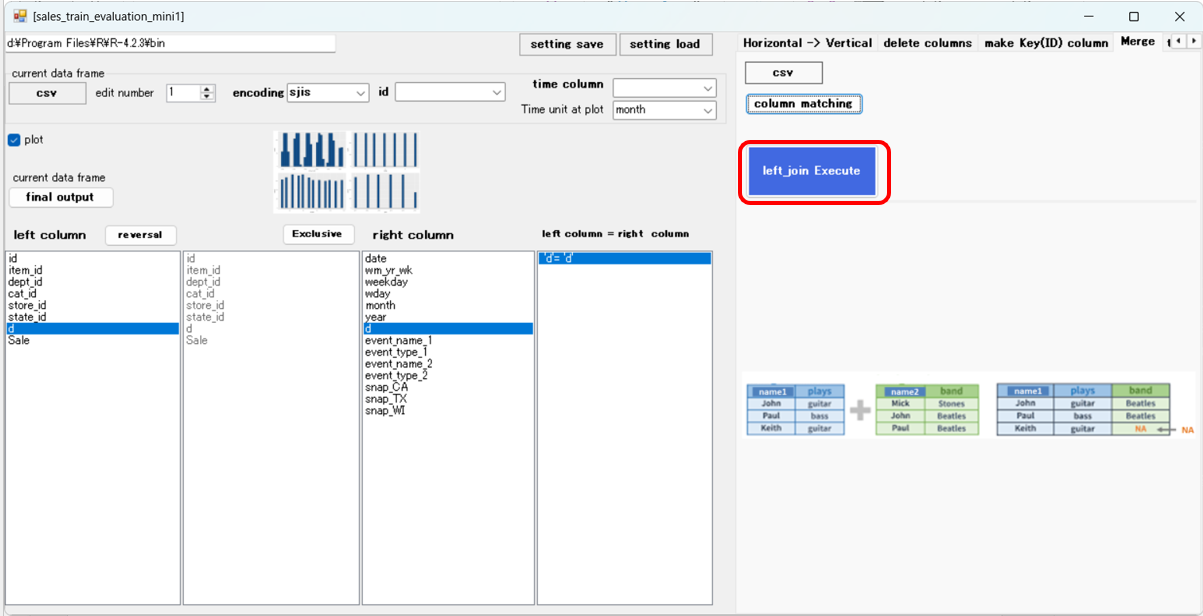 [sales_train_evaluation_mini1]
d:¥Program Files¥R¥R-4.2.3¥bin
setting save
setting load
current data frame
csv
edit number
1
encoding
sjis
id
time column
Time unit at plot
month
plot
current data frame
final output
left column
reversal
Exclusive
right column
left column = right column
id
item_id
dept_id
cat_id
store_id
state_id
d
Sale
id
item_id
dept_id
cat_id
store_id
state_id
d
Sale
date
wm_yr_wk
weekday
wday
month
year
d
event_name_1
event_type_1
event_name_2
event_type_2
snap_CA
snap_TX
snap_WI
'd'= 'd'
Horizontal -> Vertical
delete columns
make Key(ID) column
Merge
csv
column matching
left_join Execute
name1 plays
John guitar
Paul bass
Keith guitar
name2 band
Mick Stones
John Beatles
Paul Beatles
name1 plays band
John guitar Beatles
Paul bass Beatles
Keith guitar NA
NA